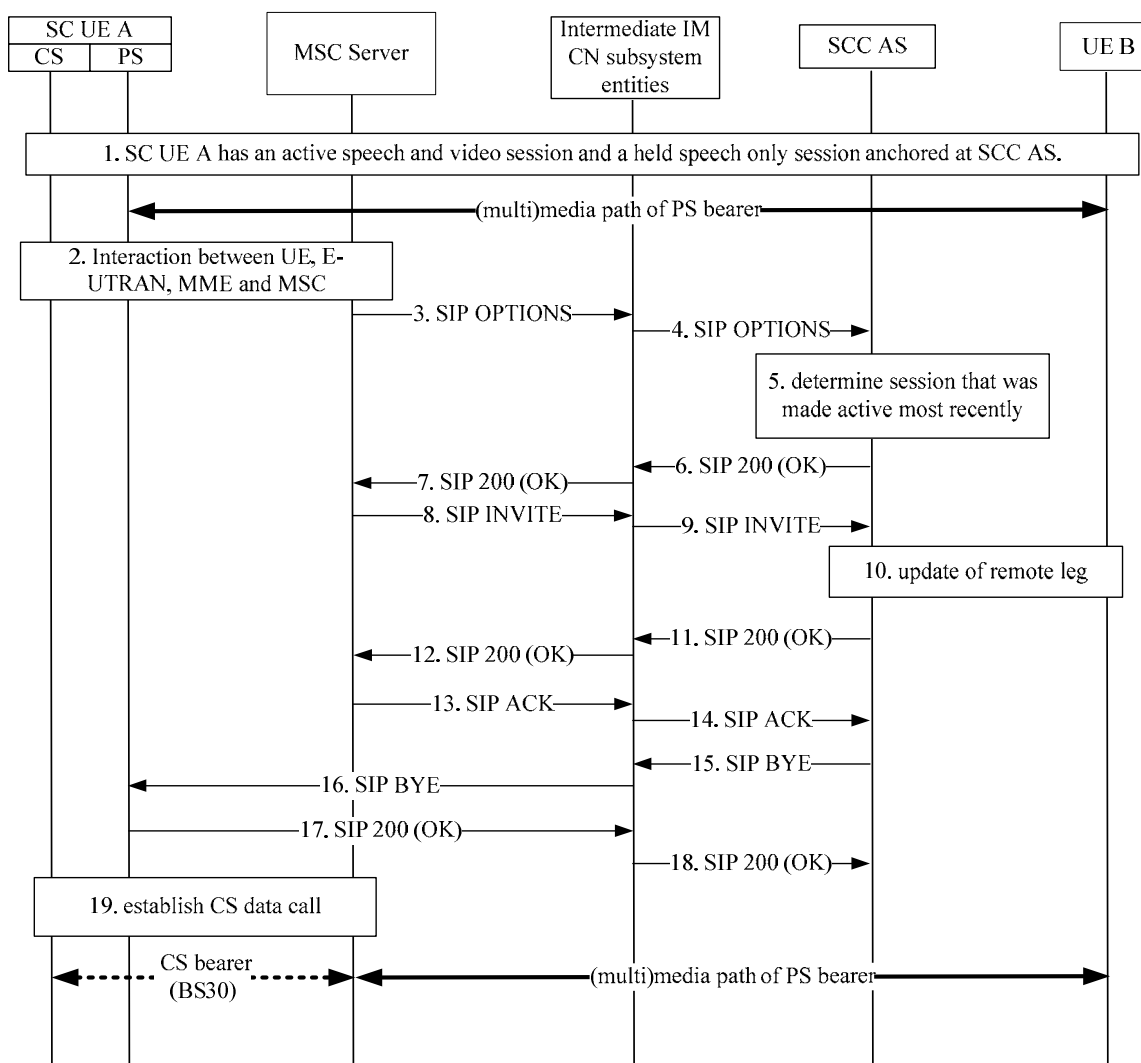 SC UE A
CS
PS
MSC Server
Intermediate IM
CN subsystem
entities
SCC AS
UE B
1. SC UE A has an active speech and video session and a held speech only session anchored at SCC AS.
(multi)media path of PS bearer
2. Interaction between UE, E-
UTRAN, MME and MSC
3. SIP OPTIONS
4. SIP OPTIONS
5. determine session that was
made active most recently
6. SIP 200 (OK)
7. SIP 200 (OK)
8. SIP INVITE
9. SIP INVITE
10. update of remote leg
11. SIP 200 (OK)
12. SIP 200 (OK)
13. SIP ACK
14. SIP ACK
15. SIP BYE
16. SIP BYE
17. SIP 200 (OK)
18. SIP 200 (OK)
19. establish CS data call
CS bearer
(BS30)
(multi)media path of PS bearer